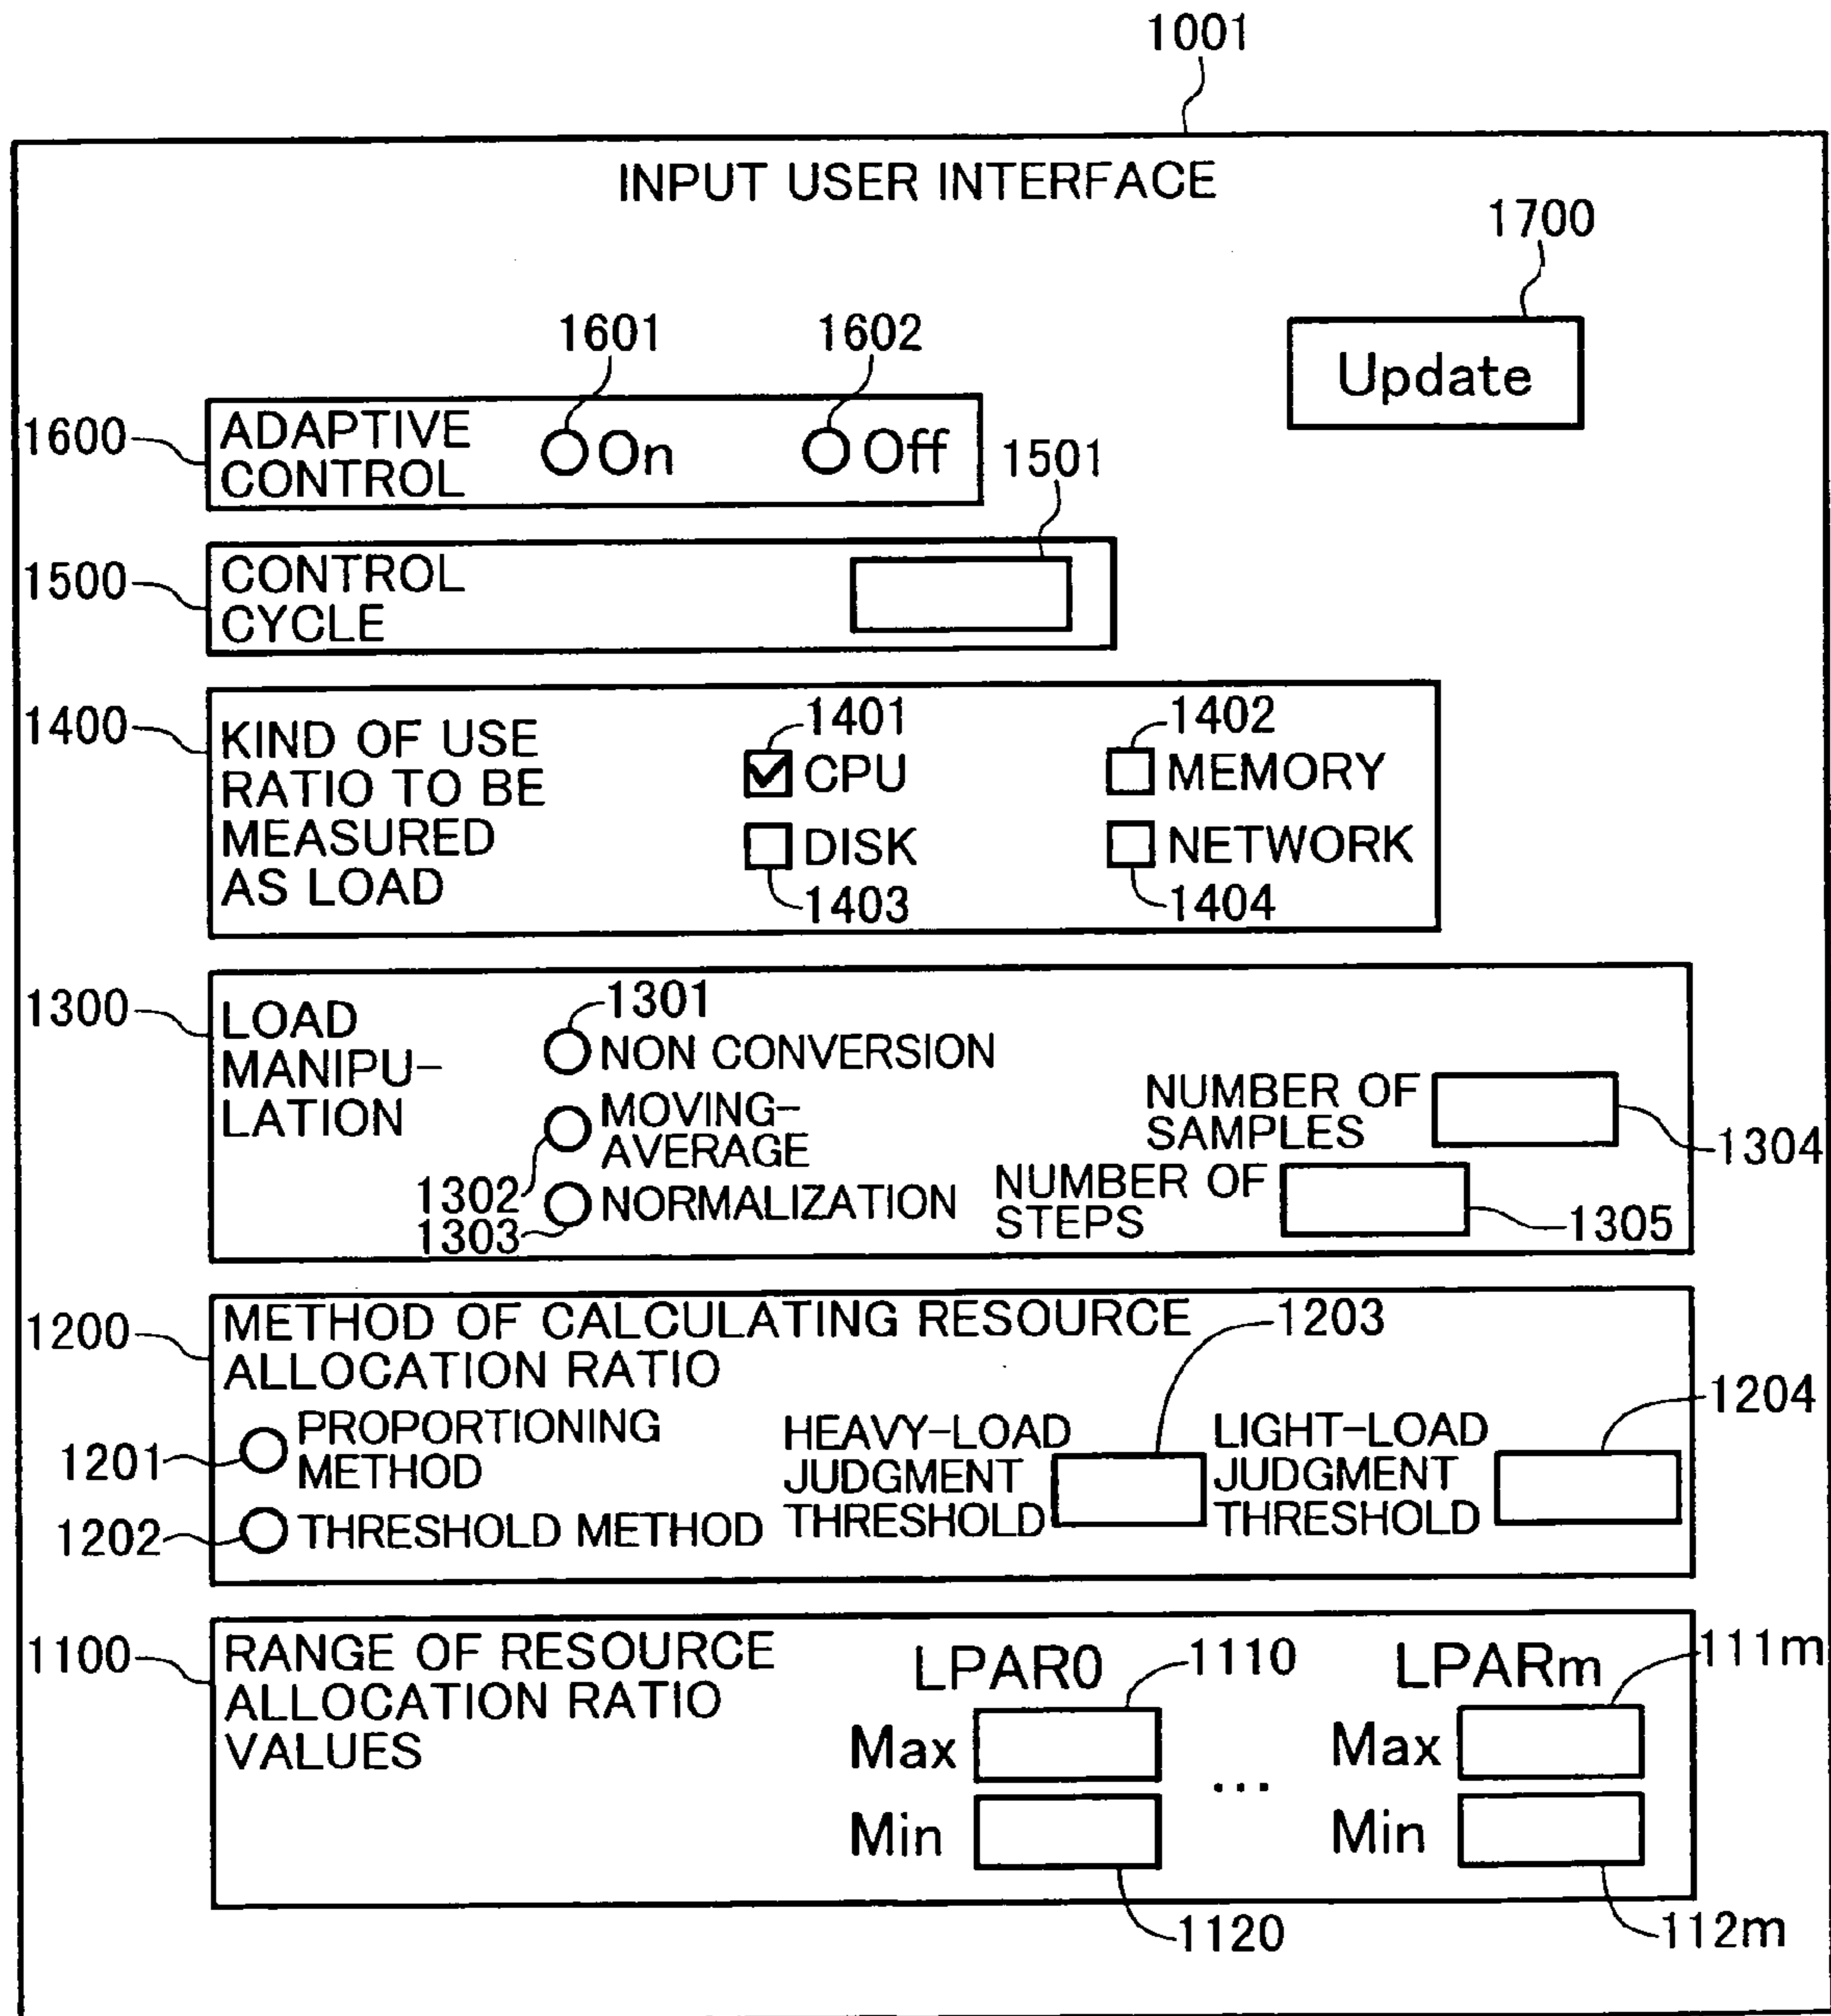 1001
INPUT USER INTERFACE
1700
Update
1601
1602
1600
ADAPTIVE
CONTROL
On
Off
1501
1500
CONTROL
CYCLE
1400
KIND OF USE
RATIO TO BE
MEASURED
AS LOAD
1401
CPU
1402
MEMORY
DISK
1403
NETWORK
1404
1300
LOAD
MANIPU-
LATION
1301
NON CONVERSION
MOVING-
AVERAGE
1302
NUMBER OF
SAMPLES
1304
NORMALIZATION
1303
NUMBER OF
STEPS
1305
1200
METHOD OF CALCULATING RESOURCE
ALLOCATION RATIO
1203
1204
1201
PROPORTIONING
METHOD
1202
THRESHOLD METHOD
HEAVY-LOAD
JUDGMENT
THRESHOLD
LIGHT-LOAD
JUDGMENT
THRESHOLD
1100
RANGE OF RESOURCE
ALLOCATION RATIO
VALUES
LPAR0
1110
Max
Min
1120
...
LPARm
111m
Max
Min
112m